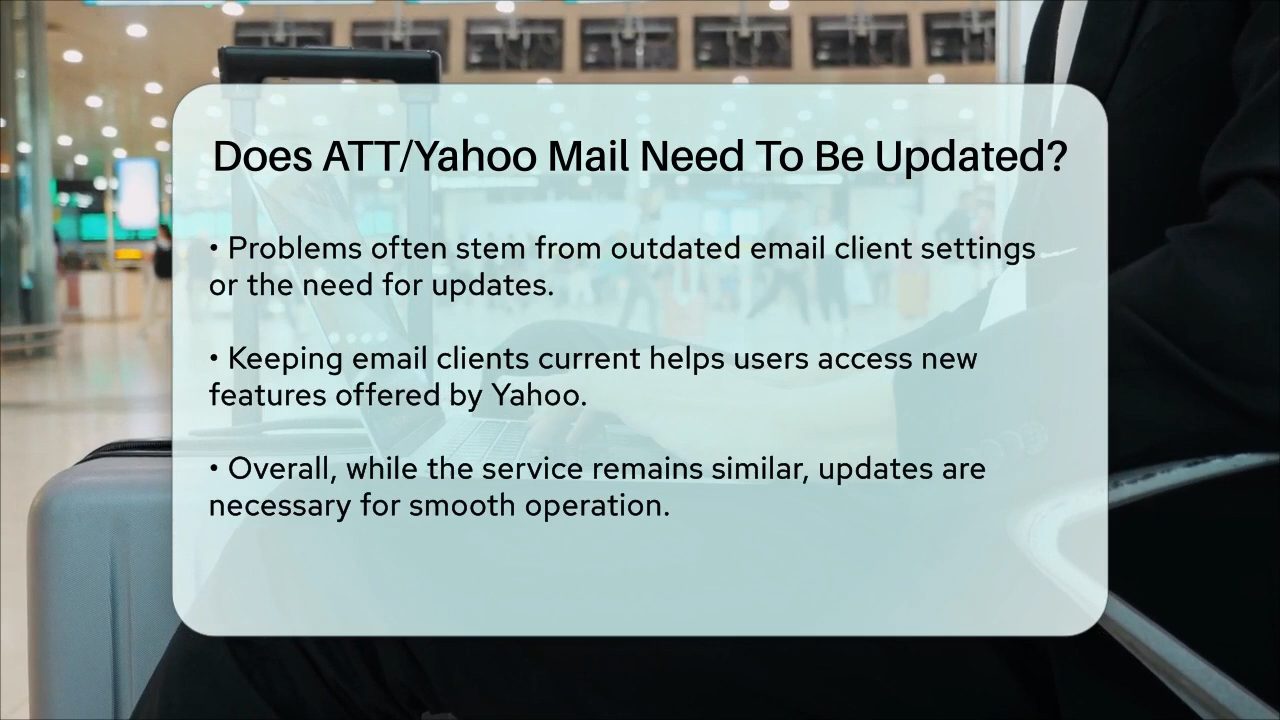 Does ATT/Yahoo Mail Need To Be Updated?
• Problems often stem from outdated email client settings
or the need for updates.
• Keeping email clients current helps users access new
features offered by Yahoo.
• Overall, while the service remains similar, updates are
necessary for smooth operation.